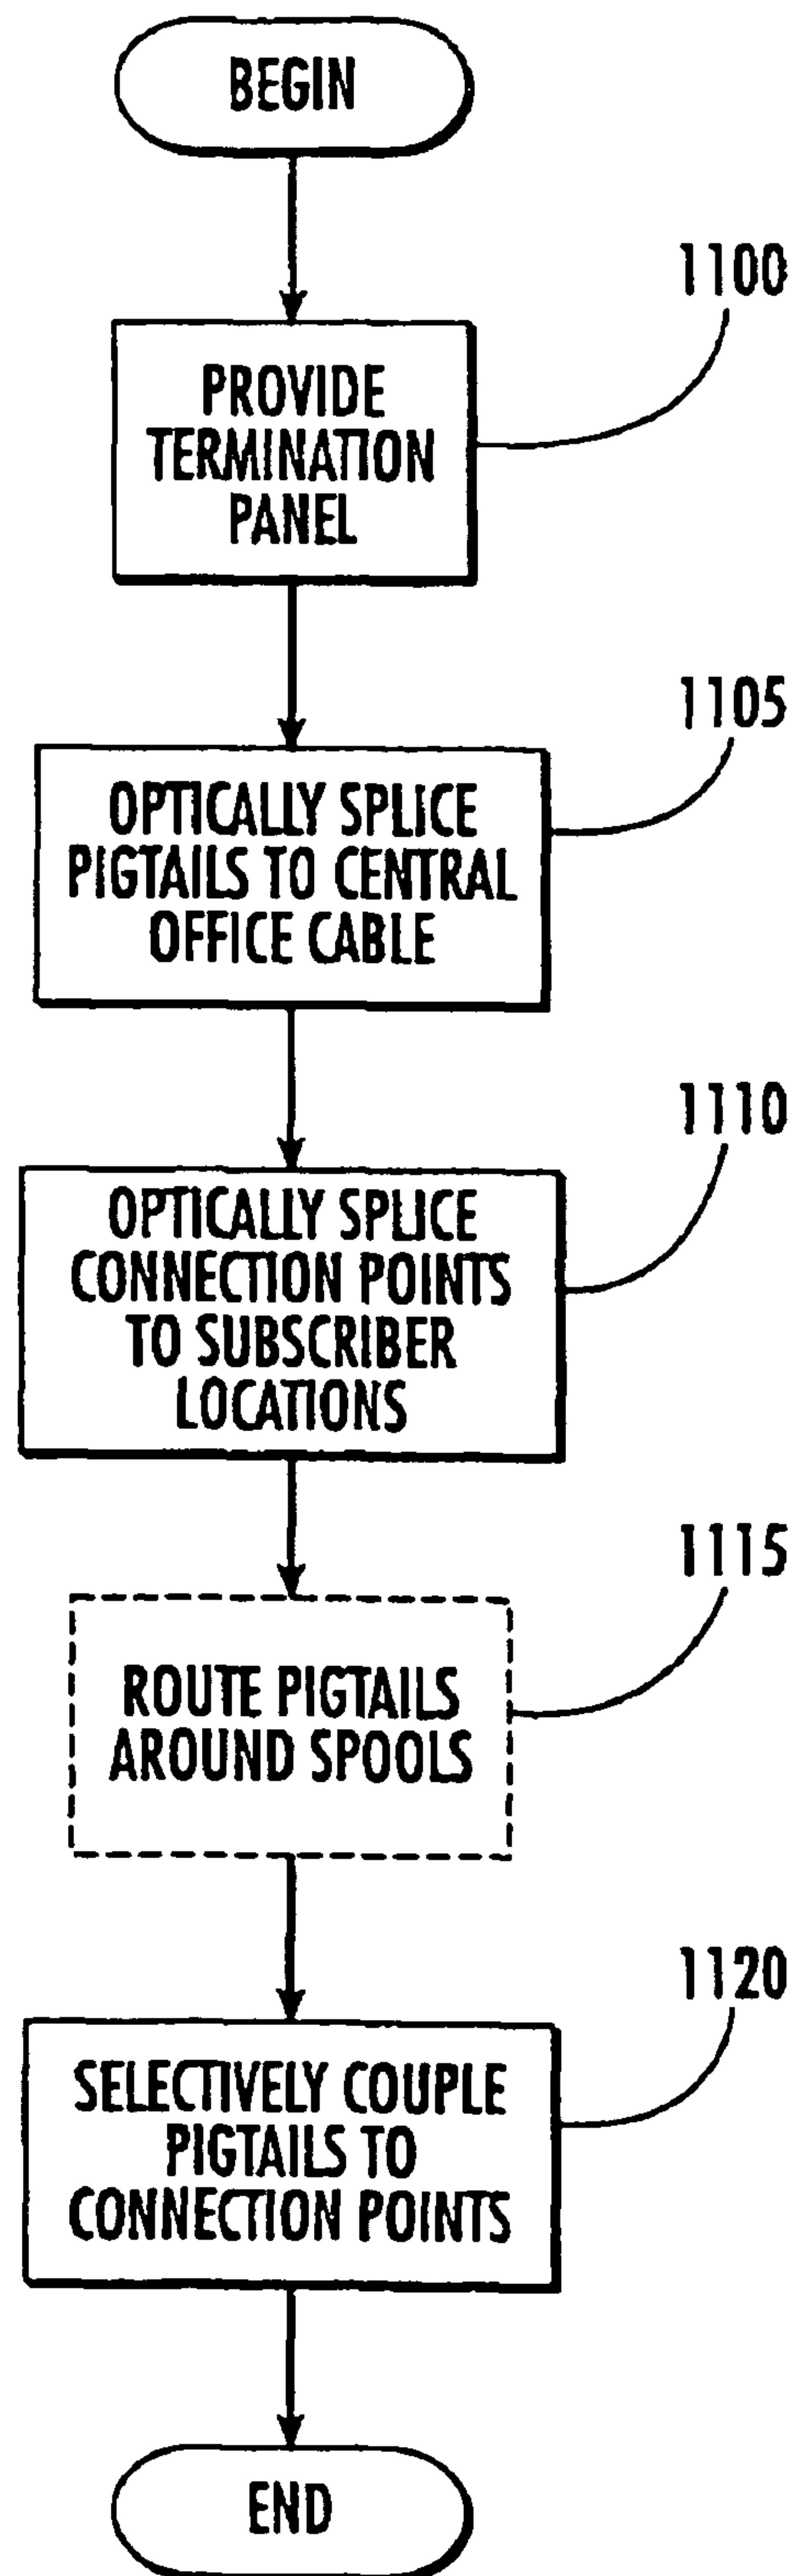 BEGIN
1100
PROVIDE
TERMINATION
PANEL
1105
OPTICALLY SPLICE
PIGTAILS TO CENTRAL
OFFICE CABLE
1110
OPTICALLY SPLICE
CONNECTION POINTS
TO SUBSCRIBER
LOCATIONS
1115
ROUTE PIGTAILS
AROUND SPOOLS
1120
SELECTIVELY COUPLE
PIGTAILS TO
CONNECTION POINTS
END